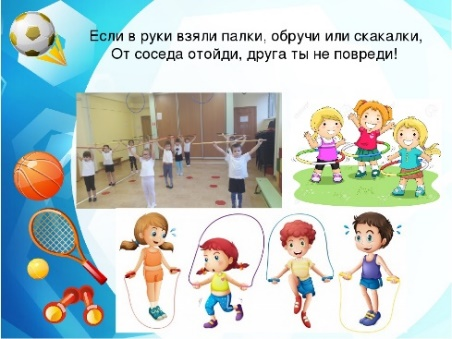 Если в руки взяли палки, обручи или скакалки,
От соседа отойди, друга ты не повреди!